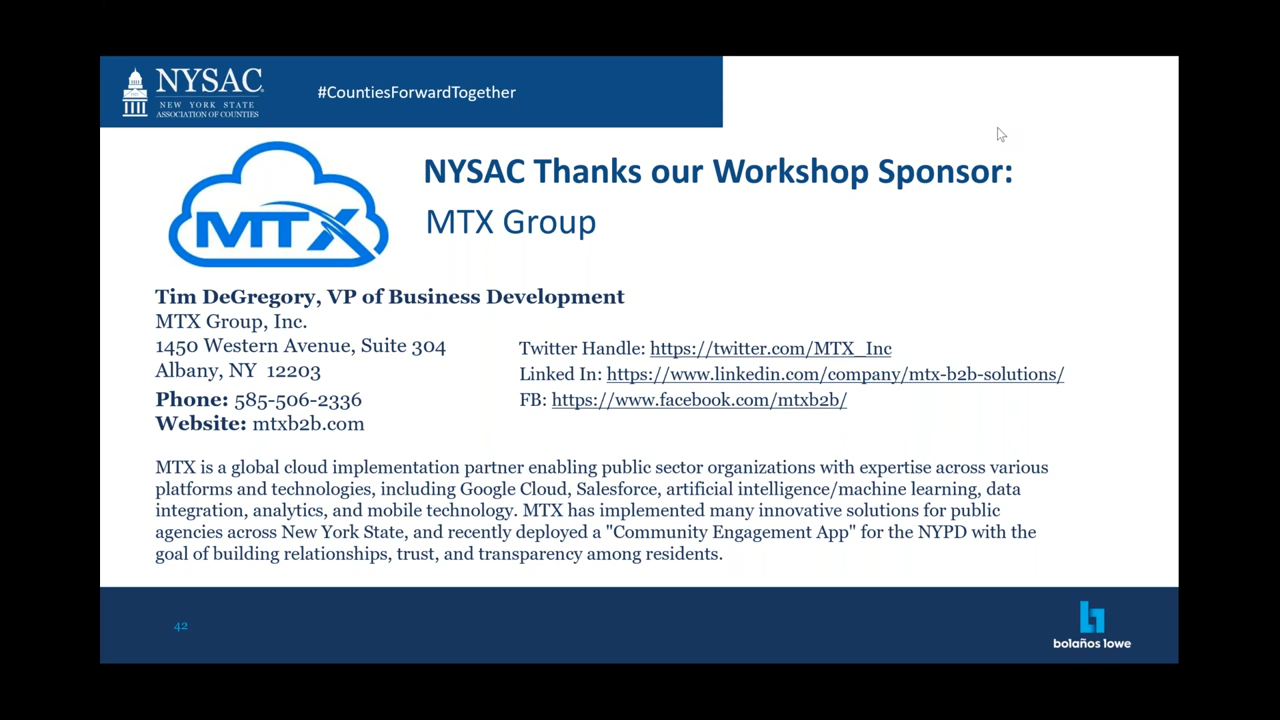 NYSAC
NEW YORK STATE
ASSOCIATION OF COUNTIES
#CountiesForwardTogether
MTX
NYSAC Thanks our Workshop Sponsor:
MTX Group
Tim DeGregory, VP of Business Development
MTX Group, Inc.
1450 Western Avenue, Suite 304
Albany, NY 12203
Phone: 585-506-2336
Website: mtxb2b.com
Twitter Handle: https://twitter.com/MTX_Inc
Linked In: https://www.linkedin.com/company/mtx-b2b-solutions/
FB: https://www.facebook.com/mtxb2b/
MTX is a global cloud implementation partner enabling public sector organizations with expertise across various
platforms and technologies, including Google Cloud, Salesforce, artificial intelligence/machine learning, data
integration, analytics, and mobile technology. MTX has implemented many innovative solutions for public
agencies across New York State, and recently deployed a "Community Engagement App" for the NYPD with the
goal of building relationships, trust, and transparency among residents.
42
bolaños lowe